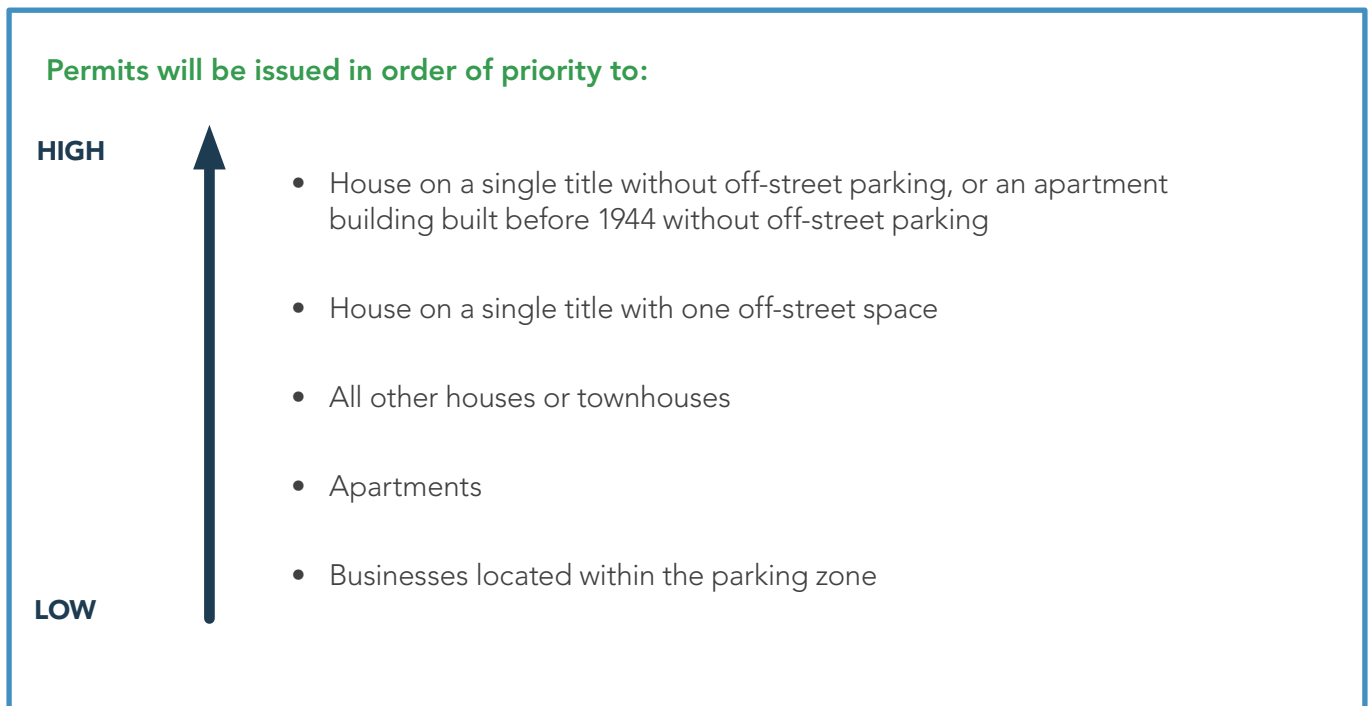 Permits will be issued in order of priority to:
HIGH
• House on a single title without off-street parking, or an apartment
building built before 1944 without off-street parking
• House on a single title with one off-street space
• All other houses or townhouses
• Apartments
• Businesses located within the parking zone
LOW